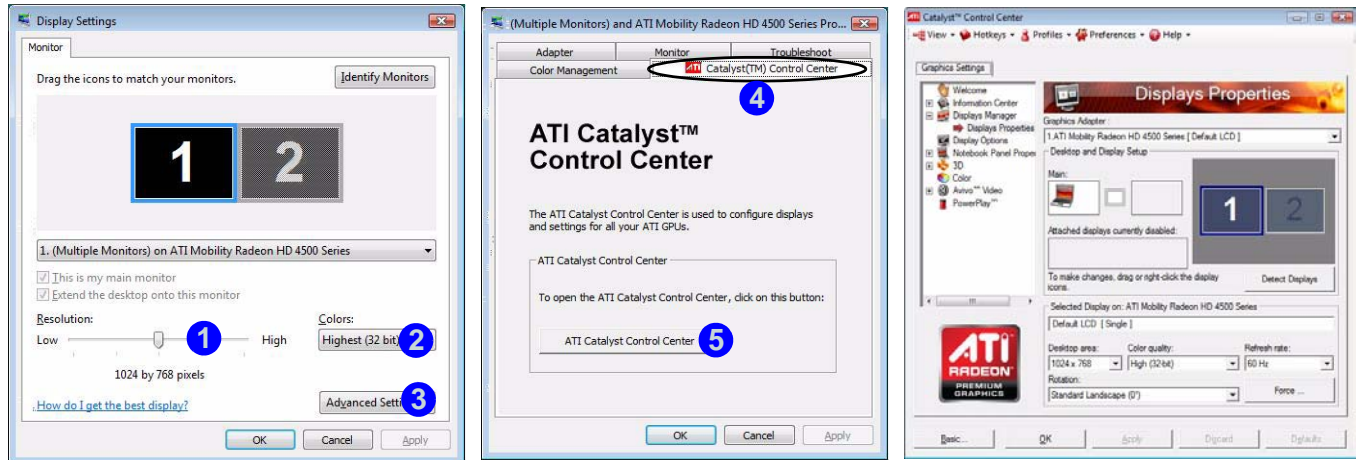 Display Settings
Monitor
Drag the icons to match your monitors.
Identify Monitors
1
2
1. (Multiple Monitors) on ATI Mobility Radeon HD 4500 Series
This is my main monitor
Extend the desktop onto this monitor
Resolution:
Colors:
Low
1
High
Highest (32 bit)
2
1024 by 768 pixels
How do I get the best display?
Advanced Setti
3
OK
Cancel
Apply
(Multiple Monitors) and ATI Mobility Radeon HD 4500 Series Pro...
Adapter
Monitor
Troubleshoot
Color Management
ATI
Catalyst(TM) Control Center
4
ATI Catalyst™
Control Center
The ATI Catalyst Control Center is used to configure displays
and settings for all your ATI GPUs.
ATI Catalyst Control Center
To open the ATI Catalyst Control Center, click on this button:
ATI Catalyst Control Center
5
OK
Cancel
Apply
Catalyst™ Control Center
View
Hotkeys
Profiles
Preferences
Help
Graphics Settings
Welcome
Information Center
Displays Manager
Displays Properties
Display Options
Notebook Panel Proper
3D
Color
Avivo™ Video
PowerPlay™
ATI
RADEON
PREMIUM
GRAPHICS
Displays Properties
Graphics Adapter:
1.ATI Mobility Radeon HD 4500 Series [ Default LCD ]
Desktop and Display Setup
Main:
1
2
Attached displays currently disabled:
To make changes, drag or right-click the display
icons.
Detect Displays
Selected Display on: ATI Mobility Radeon HD 4500 Series
Default LCD [ Single ]
Desktop area:
Color quality:
Refresh rate:
1024 x 768
High (32-bit)
60 Hz
Rotation:
Standard Landscape (0°)
Force ...
Basic...
OK
Apply
Discard
Defaults